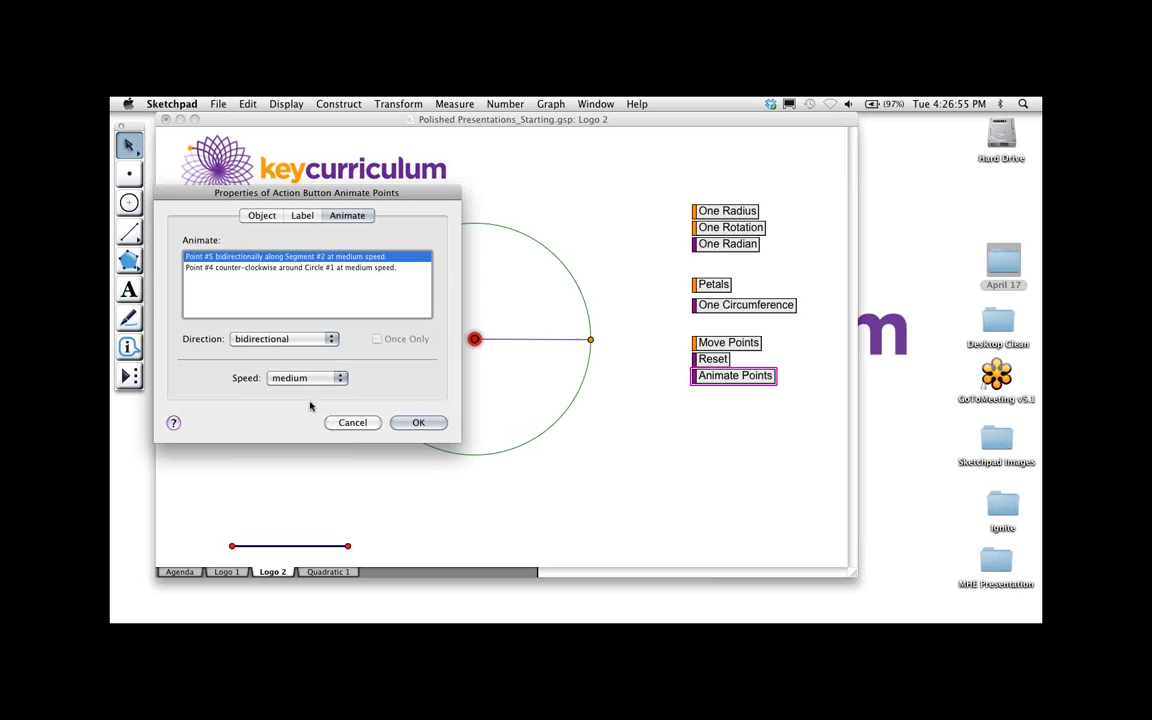 Sketchpad File Edit Display Construct Transform Measure Number Graph Window Help (97%) Tue 4:26:55 PM
Polished Presentations_Starting.gsp: Logo 2
keycurriculum
Properties of Action Button Animate Points
Object Label Animate
Animate:
Point #5 bidirectionally along Segment #2 at medium speed.
Point #4 counter-clockwise around Circle #1 at medium speed.
Direction: bidirectional Once Only
Speed: medium
? Cancel OK
A
One Radius
One Rotation
One Radian
Petals
One Circumference
Move Points
Reset
Animate Points
m
Hard Drive
April 17
Desktop Clean
GoToMeeting v5.1
Sketchpad Images
Ignite
MHE Presentation
Agenda Logo 1 Logo 2 Quadratic 1